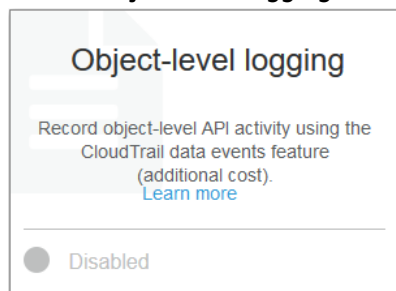 Object-level logging
Record object-level API activity using the
CloudTrail data events feature
(additional cost).
Learn more
Disabled